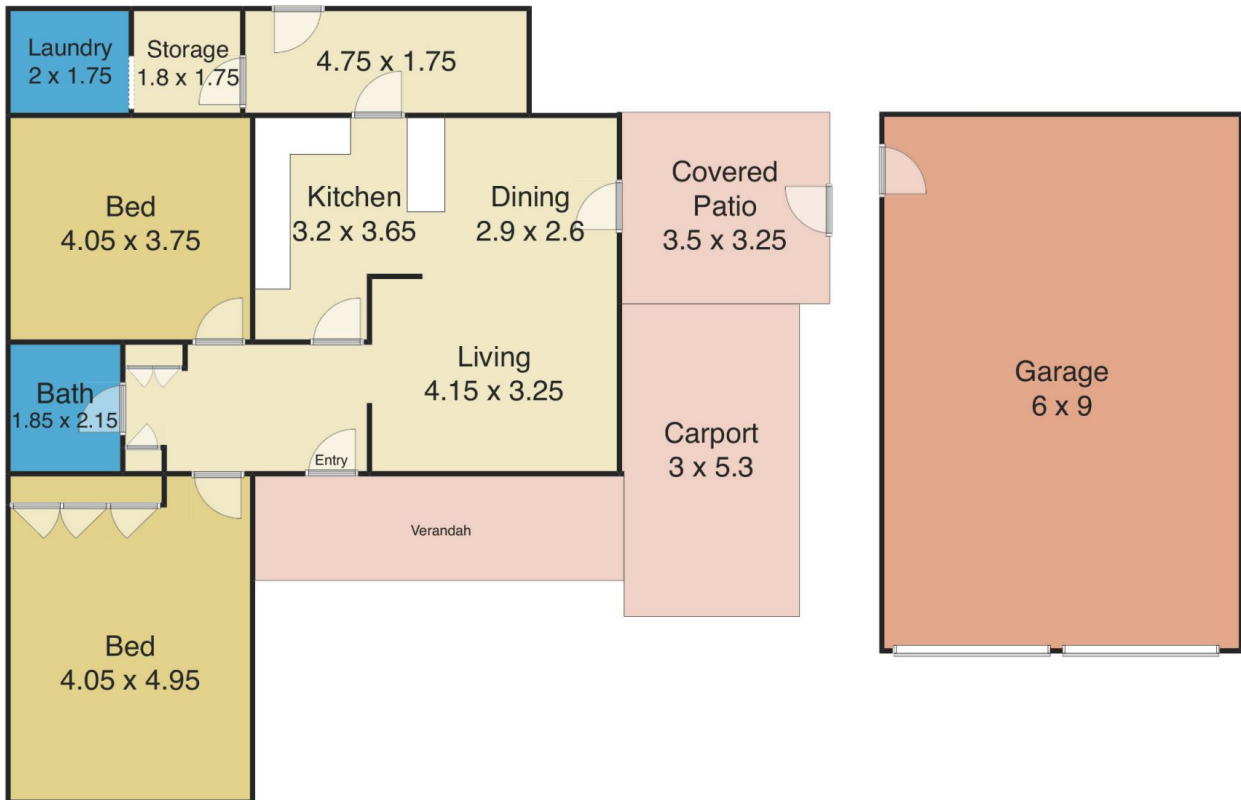 Laundry
2 x 1.75
Storage
1.8 x 1.75
4.75 x 1.75
Bed
4.05 x 3.75
Kitchen
3.2 x 3.65
Dining
2.9 x 2.6
Covered
Patio
3.5 x 3.25
Bath
1.85 x 2.15
Living
4.15 x 3.25
Entry
Carport
3 x 5.3
Garage
6 x 9
Verandah
Bed
4.05 x 4.95